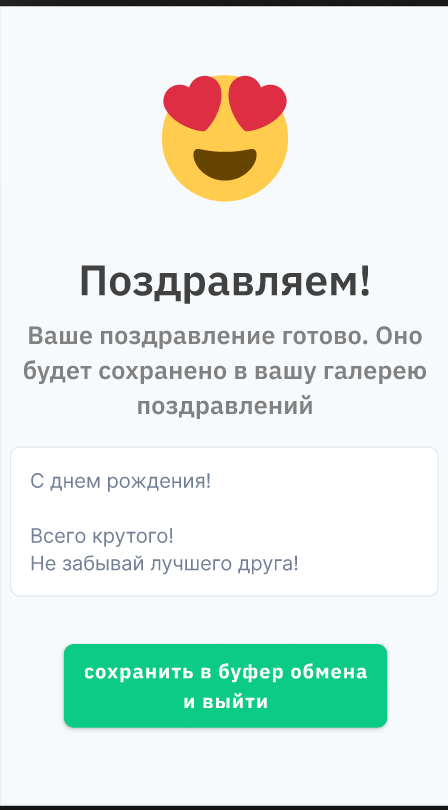 Поздравляем!
Ваше поздравление готово. Оно
будет сохранено в вашу галерею
поздравлений
С днем рождения!
Всего крутого!
Не забывай лучшего друга!
сохранить в буфер обмена
и выйти